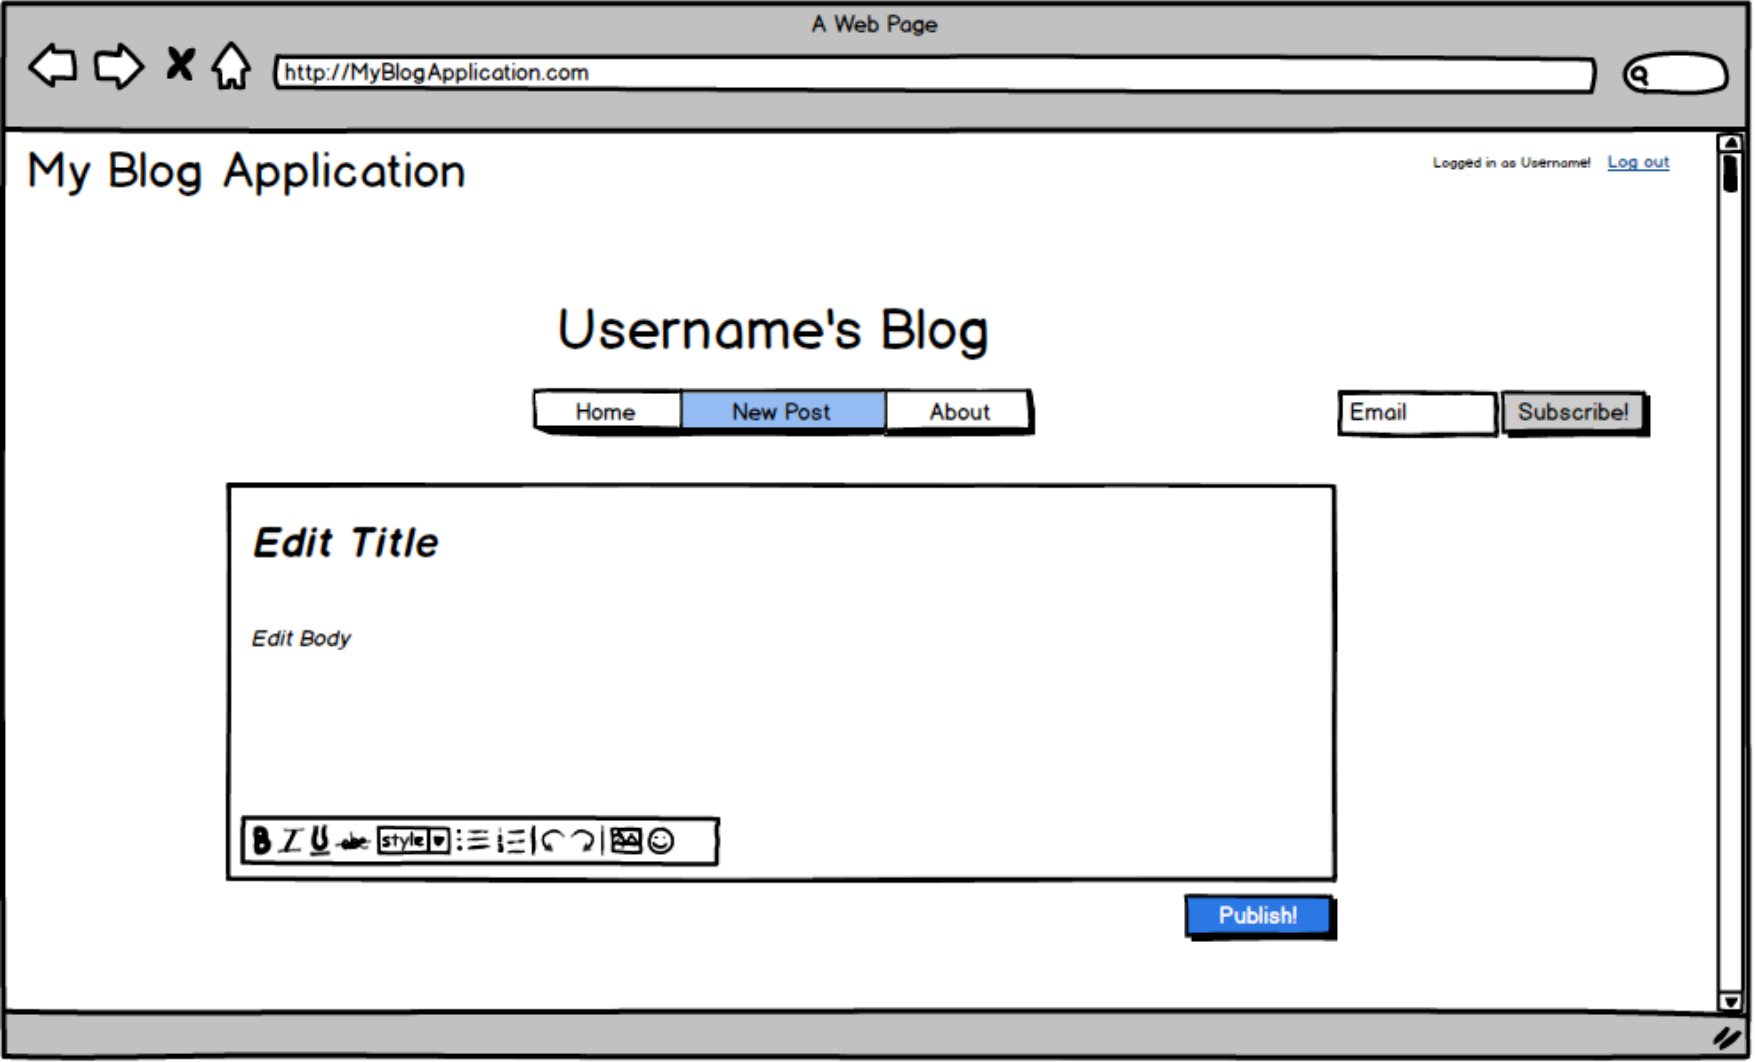 A Web Page
http://MyBlogApplication.com
My Blog Application
Logged in as Username! Log out
Username's Blog
Home New Post About
Email Subscribe!
Edit Title
Edit Body
B I U abc style
Publish!